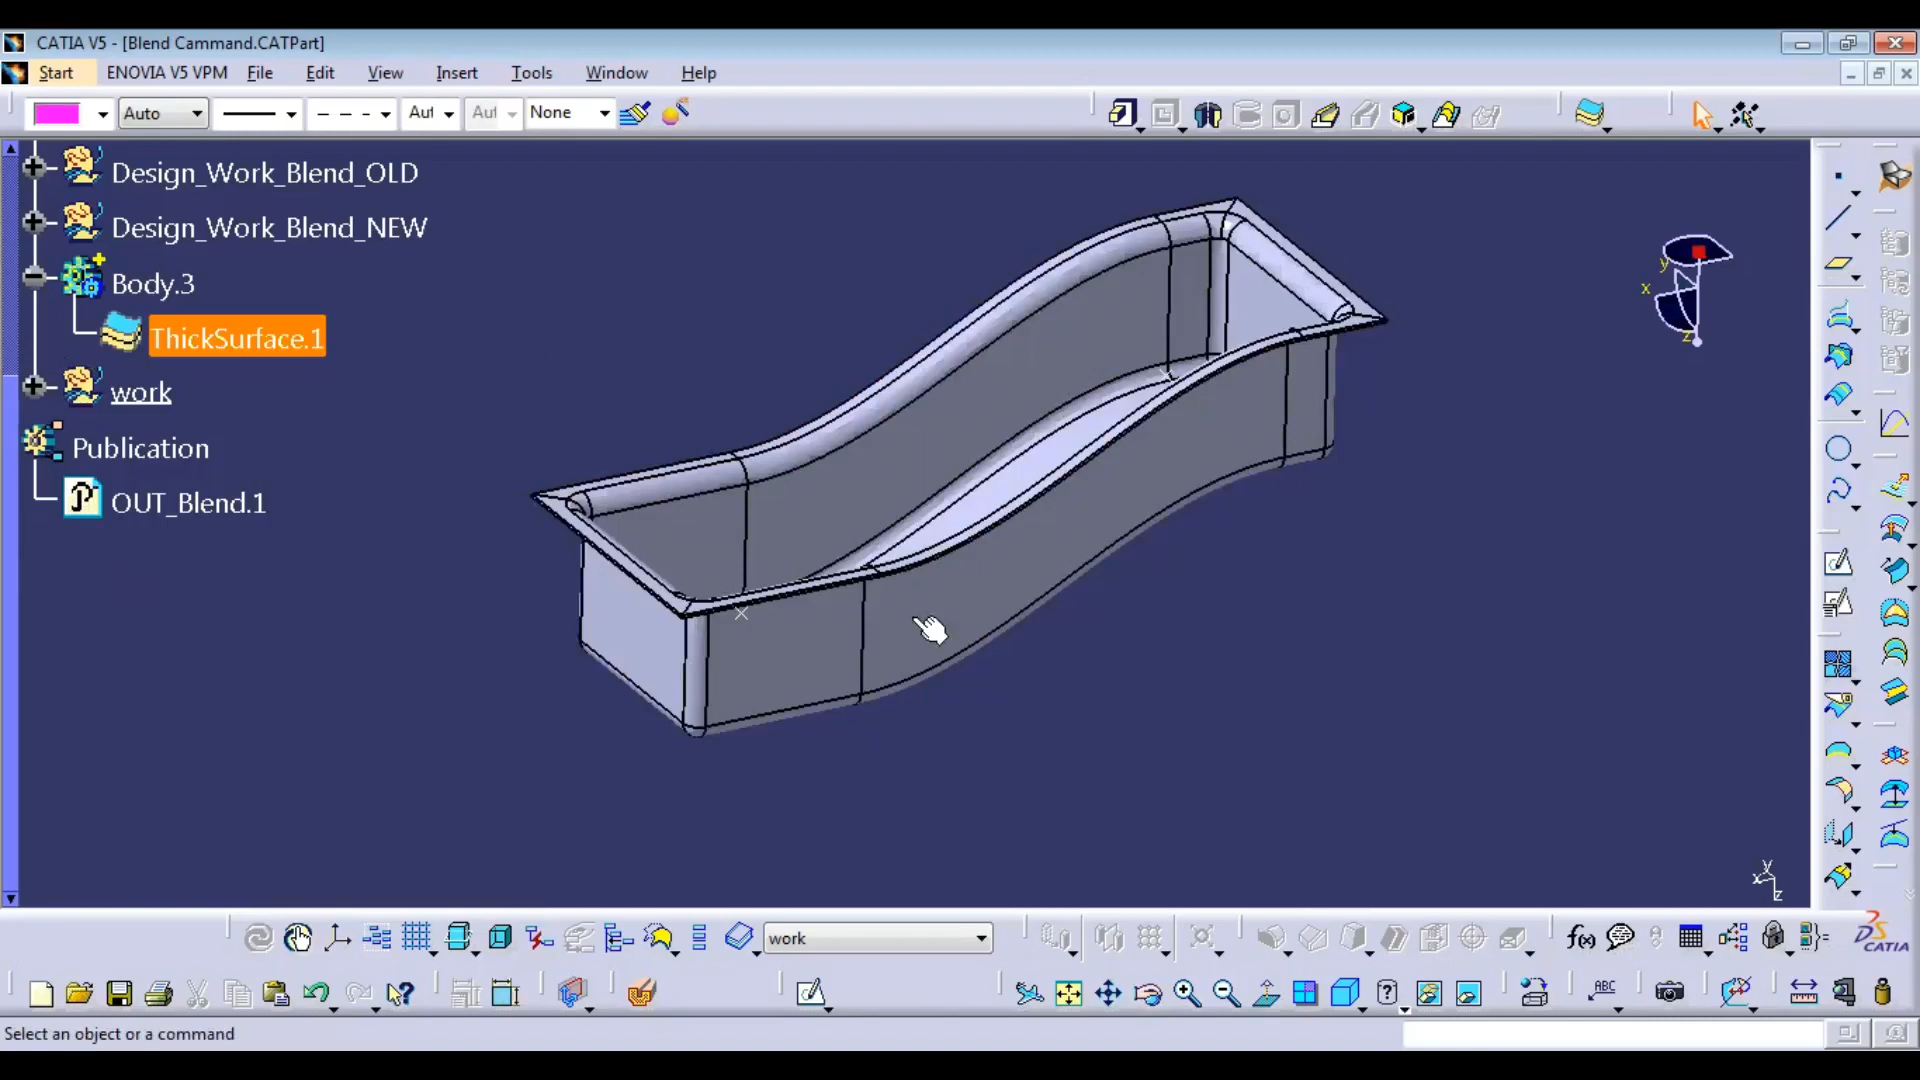 CATIA V5 - [Blend Cammand.CATPart]
Start ENOVIA V5 VPM File Edit View Insert Tools Window Help
Auto Aut Aut None
Design_Work_Blend_OLD
Design_Work_Blend_NEW
Body.3
ThickSurface.1
work
Publication
OUT_Blend.1
y
x
z
y
x
z
work
f(x)
CATIA
ABC
Select an object or a command